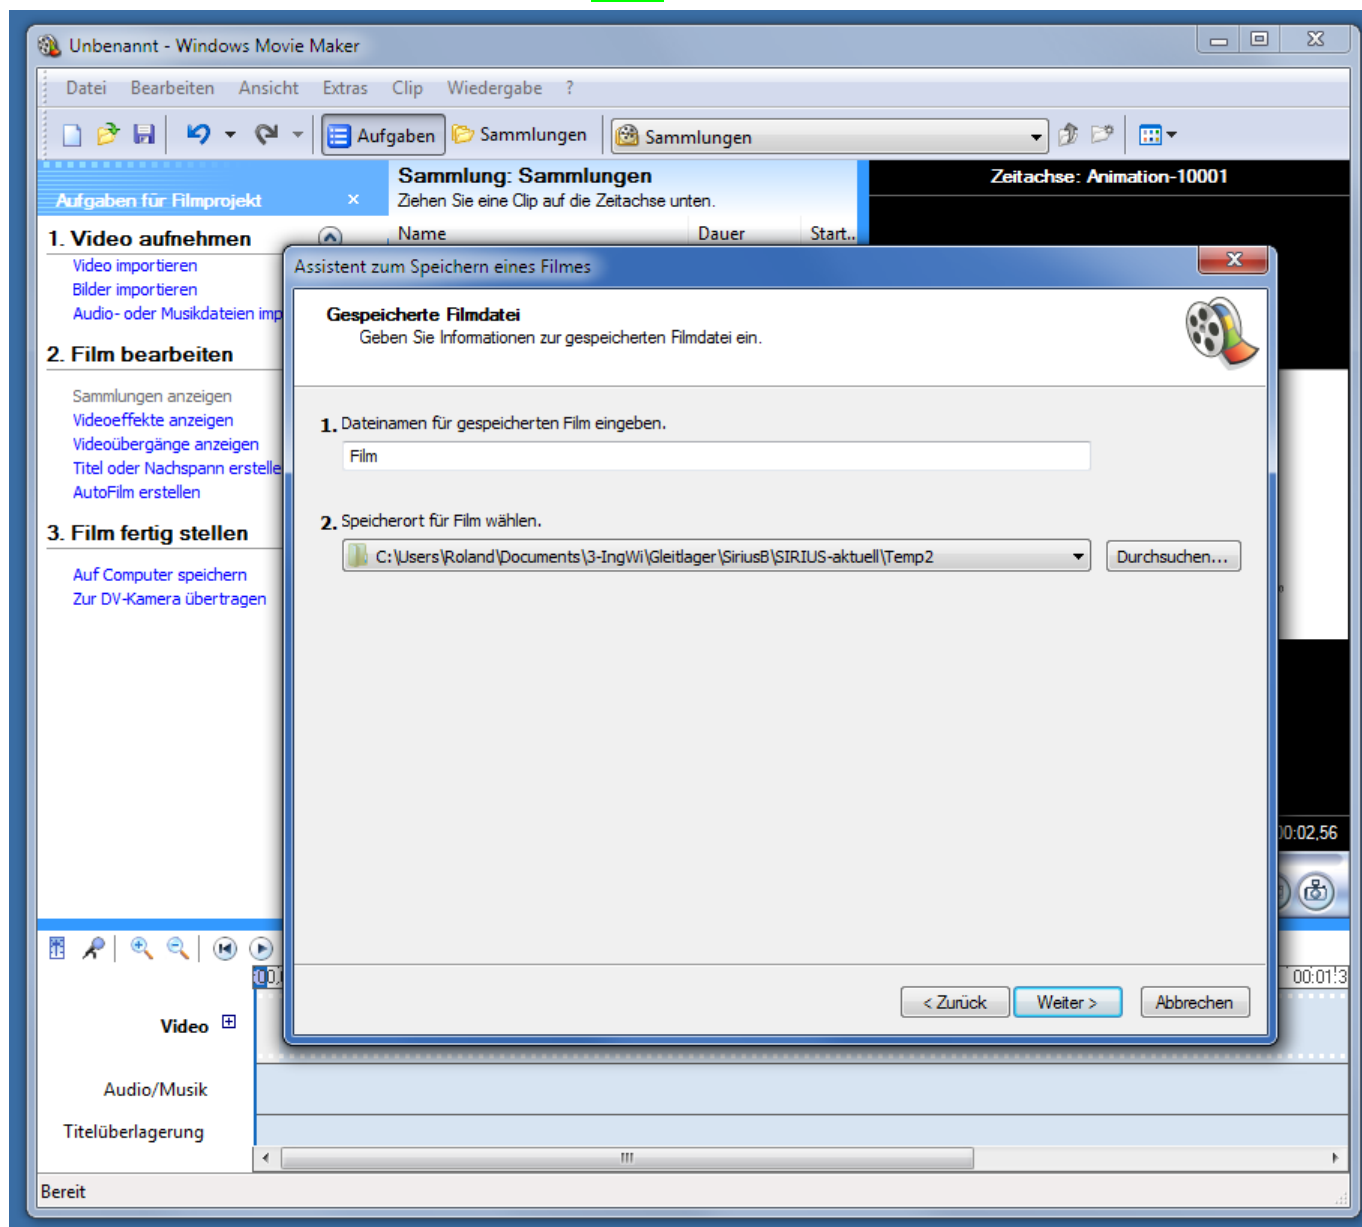 Unbenannt - Windows Movie Maker
Datei Bearbeiten Ansicht Extras Clip Wiedergabe ?
Aufgaben Sammlungen Sammlungen
Aufgaben für Filmprojekt
Sammlung: Sammlungen
Ziehen Sie eine Clip auf die Zeitachse unten.
Name Dauer Start..
Zeitachse: Animation-10001
1. Video aufnehmen
Video importieren
Bilder importieren
Audio- oder Musikdateien imp
2. Film bearbeiten
Sammlungen anzeigen
Videoeffekte anzeigen
Videoübergänge anzeigen
Titel oder Nachspann erstelle
AutoFilm erstellen
3. Film fertig stellen
Auf Computer speichern
Zur DV-Kamera übertragen
Assistent zum Speichern eines Filmes
Gespeicherte Filmdatei
Geben Sie Informationen zur gespeicherten Filmdatei ein.
1. Dateinamen für gespeicherten Film eingeben.
Film
2. Speicherort für Film wählen.
C:\Users\Roland\Documents\3-IngWi\Gleitlager\SiriusB\SIRIUS-aktuell\Temp2
Durchsuchen...
< Zurück Weiter > Abbrechen
00:02,56
00:01:3
Video
Audio/Musik
Titelüberlagerung
Bereit